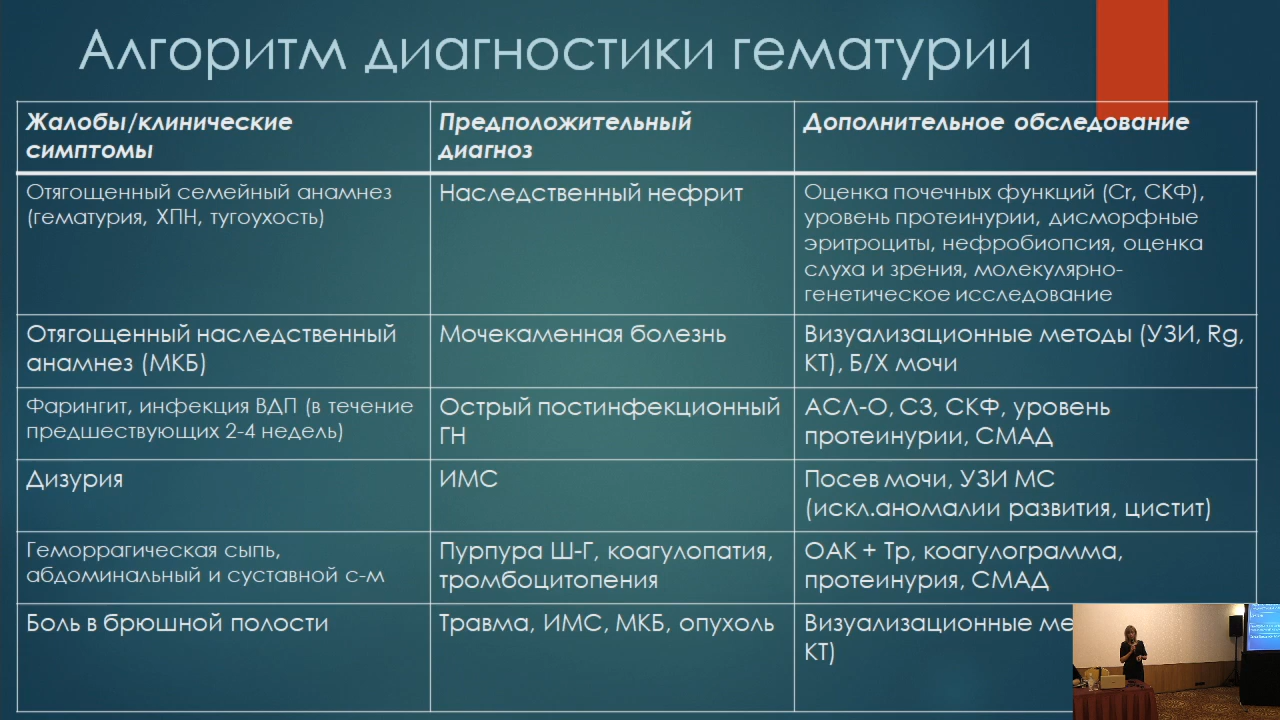 Алгоритм диагностики гематурии
Жалобы/клинические
симптомы
Предположительный
диагноз
Дополнительное обследование
Отягощенный семейный анамнез
(гематурия, ХПН, тугоухость)
Наследственный нефрит
Оценка почечных функций (Cr, СКФ),
уровень протеинурии, дисморфные
эритроциты, нефробиопсия, оценка
слуха и зрения, молекулярно-
генетическое исследование
Отягощенный наследственный
анамнез (МКБ)
Мочекаменная болезнь
Визуализационные методы (УЗИ, Rg,
КТ), Б/Х мочи
Фарингит, инфекция ВДП (в течение
предшествующих 2-4 недель)
Острый постинфекционный
ГН
АСЛ-О, С3, СКФ, уровень
протеинурии, СМАД
Дизурия
ИМС
Посев мочи, УЗИ МС
(искл.аномалии развития, цистит)
Геморрагическая сыпь,
абдоминальный и суставной с-м
Пурпура Ш-Г, коагулопатия,
тромбоцитопения
ОАК + Тр, коагулограмма,
протеинурия, СМАД
Боль в брюшной полости
Травма, ИМС, МКБ, опухоль
Визуализационные ме
КТ)